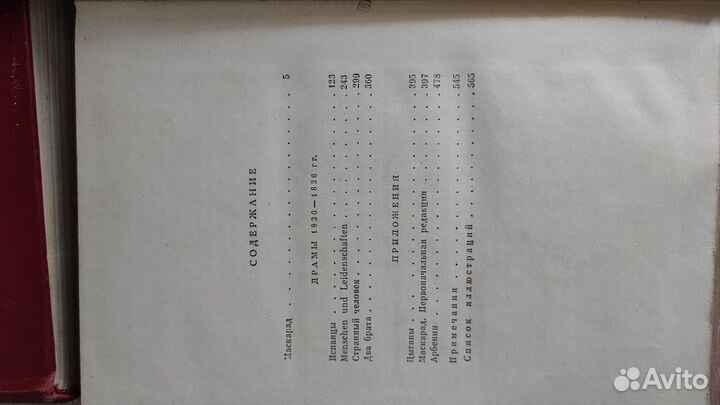 СОДЕРЖАНИЕ
Маскарад . . . . . . . . . . . . . . . . . 5
ДРАМЫ 1830—1836 гг.
Испанцы . . . . . . . . . . . . . . . . . 123
Menschen und Leidenschaften . . . . . . . . . 243
Странный человек . . . . . . . . . . . . . . 299
Два брата . . . . . . . . . . . . . . . . . 360
ПРИЛОЖЕНИЯ
Цыганы . . . . . . . . . . . . . . . . . . 395
Маскарад. Первоначальная редакция . . . . . . 397
Арбенин . . . . . . . . . . . . . . . . . . 478
Примечания . . . . . . . . . . . . . . . . 545
Список иллюстраций . . . . . . . . . . . . . 565
Avito